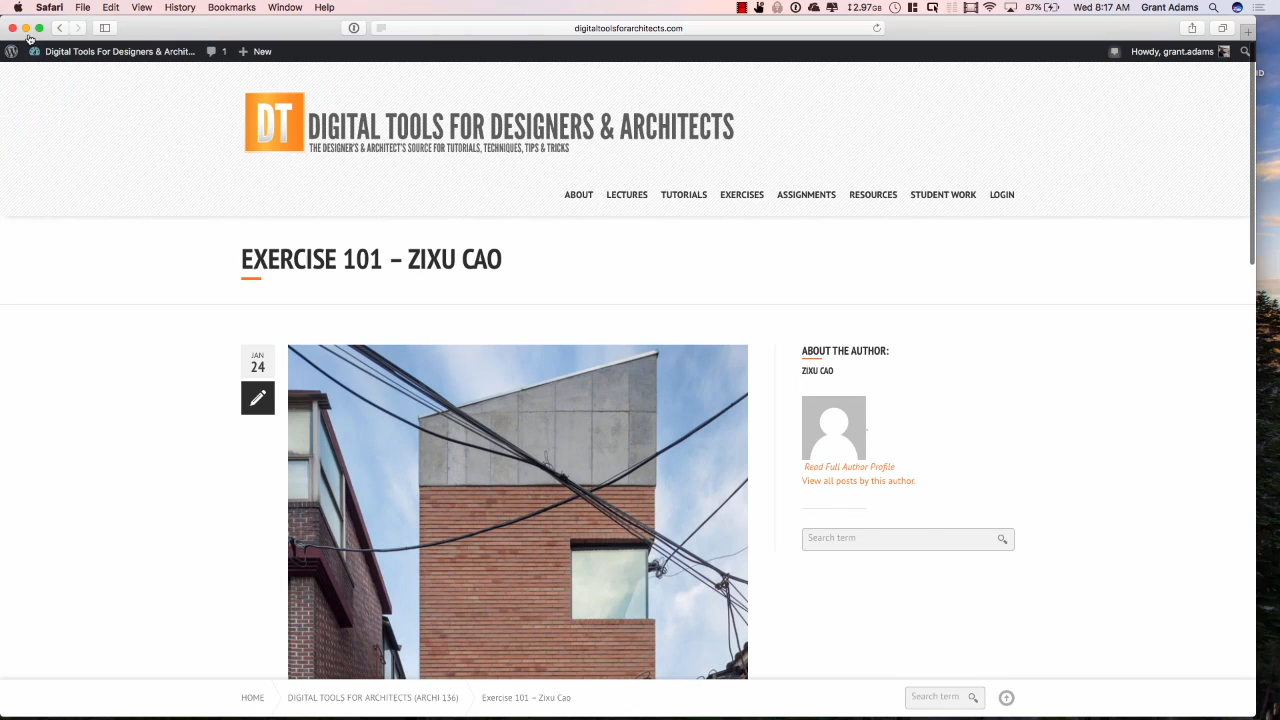 Safari File Edit View History Bookmarks Window Help 2.97GB 87% Wed 8:17 AM Grant Adams
digitaltoolsforarchitects.com
Digital Tools For Designers & Archit... 1 New Howdy, grant.adams
DT DIGITAL TOOLS FOR DESIGNERS & ARCHITECTS
THE DESIGNER'S & ARCHITECT'S SOURCE FOR TUTORIALS, TECHNIQUES, TIPS & TRICKS
ABOUT LECTURES TUTORIALS EXERCISES ASSIGNMENTS RESOURCES STUDENT WORK LOGIN
EXERCISE 101 – ZIXU CAO
JAN
24
ABOUT THE AUTHOR:
ZIXU CAO
Read Full Author Profile
View all posts by this author.
Search term
HOME DIGITAL TOOLS FOR ARCHITECTS (ARCHI 136) Exercise 101 – Zixu Cao Search term